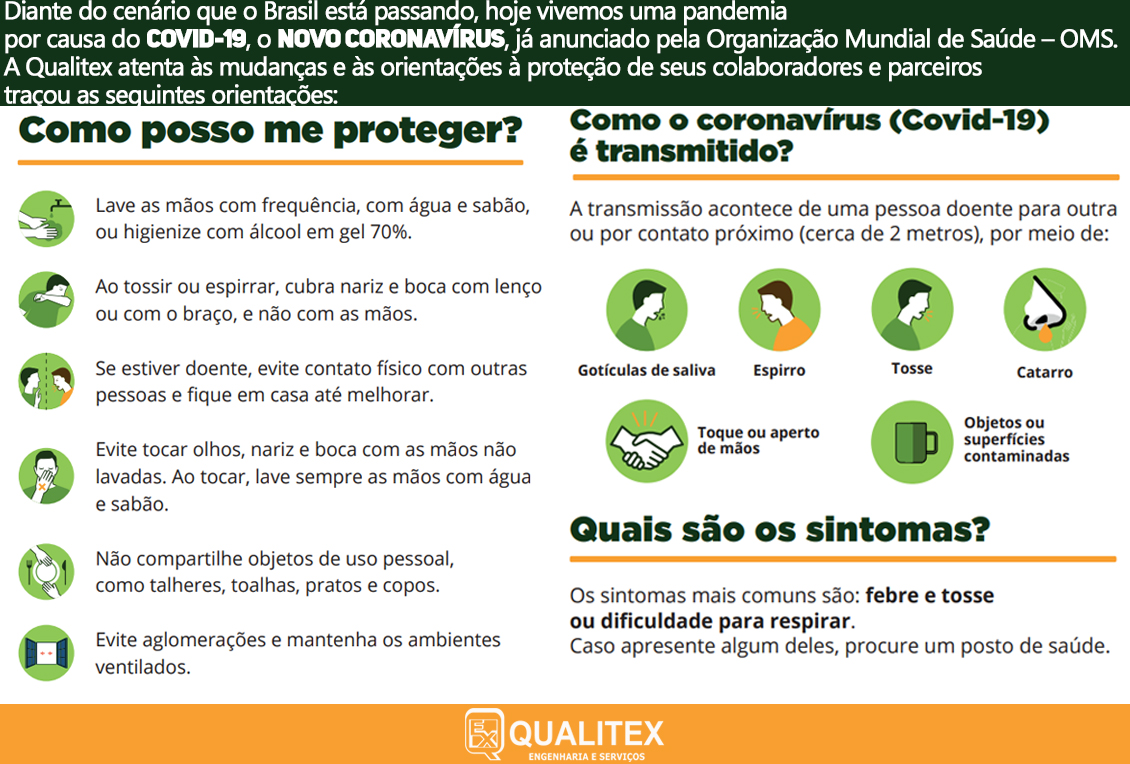 Diante do cenário que o Brasil está passando, hoje vivemos uma pandemia
por causa do COVID-19, o NOVO CORONAVÍRUS, já anunciado pela Organização Mundial de Saúde – OMS.
A Qualitex atenta às mudanças e às orientações à proteção de seus colaboradores e parceiros
traçou as seguintes orientações:
Como posso me proteger?
Lave as mãos com frequência, com água e sabão,
ou higienize com álcool em gel 70%.
Ao tossir ou espirrar, cubra nariz e boca com lenço
ou com o braço, e não com as mãos.
Se estiver doente, evite contato físico com outras
pessoas e fique em casa até melhorar.
Evite tocar olhos, nariz e boca com as mãos não
lavadas. Ao tocar, lave sempre as mãos com água
e sabão.
Não compartilhe objetos de uso pessoal,
como talheres, toalhas, pratos e copos.
Evite aglomerações e mantenha os ambientes
ventilados.
Como o coronavírus (Covid-19)
é transmitido?
A transmissão acontece de uma pessoa doente para outra
ou por contato próximo (cerca de 2 metros), por meio de:
Gotículas de saliva
Espirro
Tosse
Catarro
Toque ou aperto
de mãos
Objetos ou
superfícies
contaminadas
Quais são os sintomas?
Os sintomas mais comuns são: febre e tosse
ou dificuldade para respirar.
Caso apresente algum deles, procure um posto de saúde.
QUALITEX
ENGENHARIA E SERVIÇOS